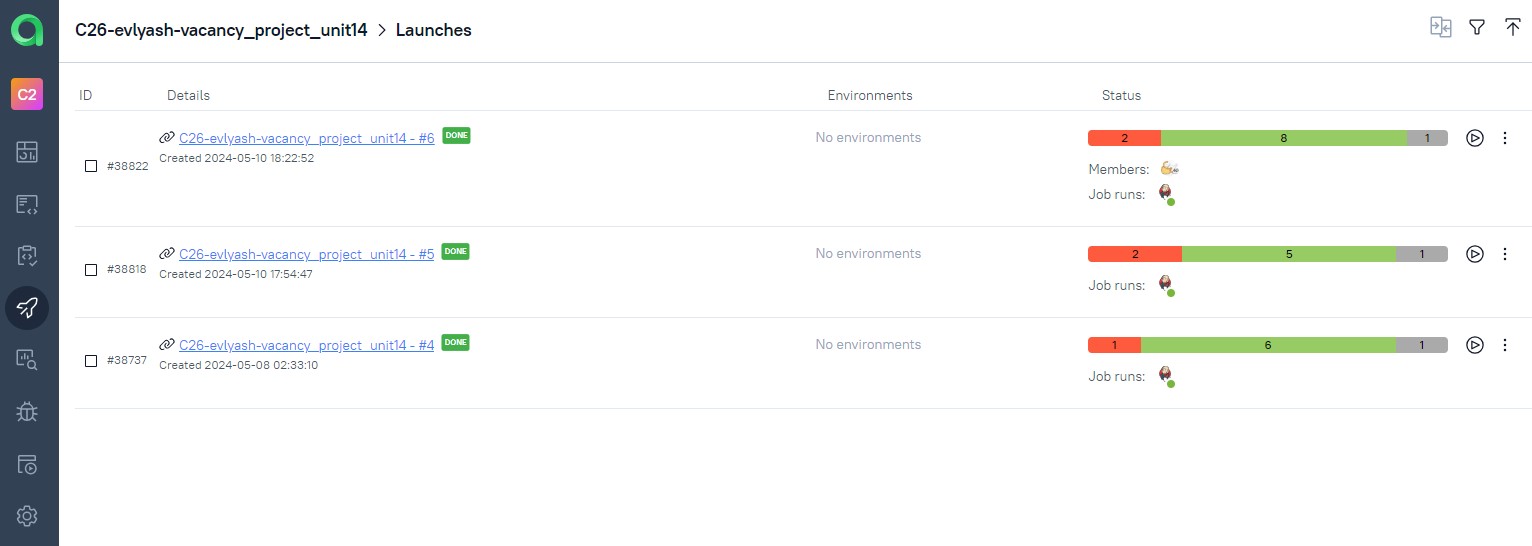 C26-evlyash-vacancy_project_unit14 > Launches
C2
ID Details Environments Status
C26-evlyash-vacancy_project_unit14 - #6 DONE No environments 2 8 1
#38822 Created 2024-05-10 18:22:52
Members:
Job runs:
C26-evlyash-vacancy_project_unit14 - #5 DONE No environments 2 5 1
#38818 Created 2024-05-10 17:54:47
Job runs:
C26-evlyash-vacancy_project_unit14 - #4 DONE No environments 1 6 1
#38737 Created 2024-05-08 02:33:10
Job runs: